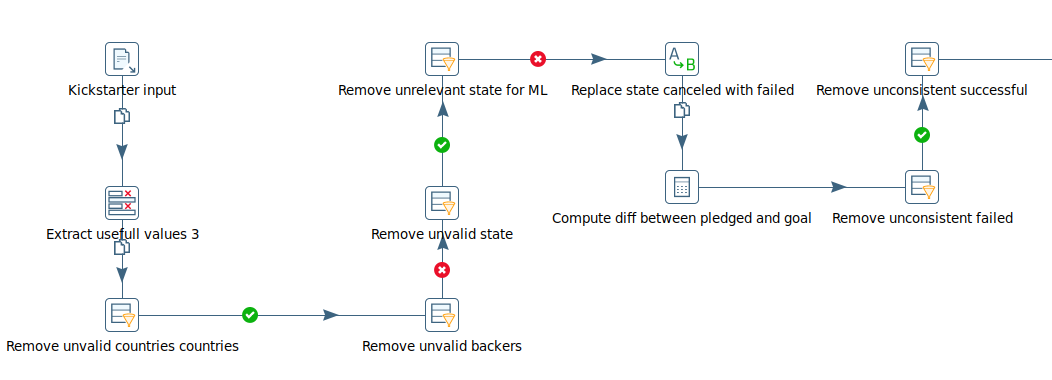 Kickstarter input
Remove unrelevant state for ML
A
B
Replace state canceled with failed
Remove unconsistent successful
Extract usefull values 3
Remove unvalid state
Compute diff between pledged and goal
Remove unconsistent failed
Remove unvalid countries countries
Remove unvalid backers